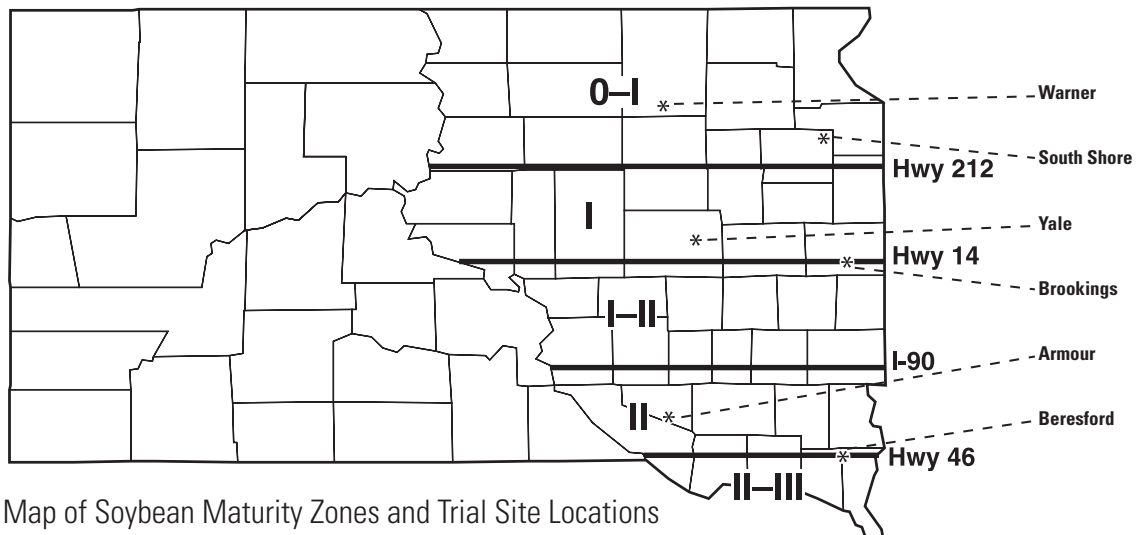 0–I
Warner
South Shore
Hwy 212
I
Yale
Hwy 14
Brookings
I–II
Armour
I-90
II
Beresford
Hwy 46
II–III
Map of Soybean Maturity Zones and Trial Site Locations